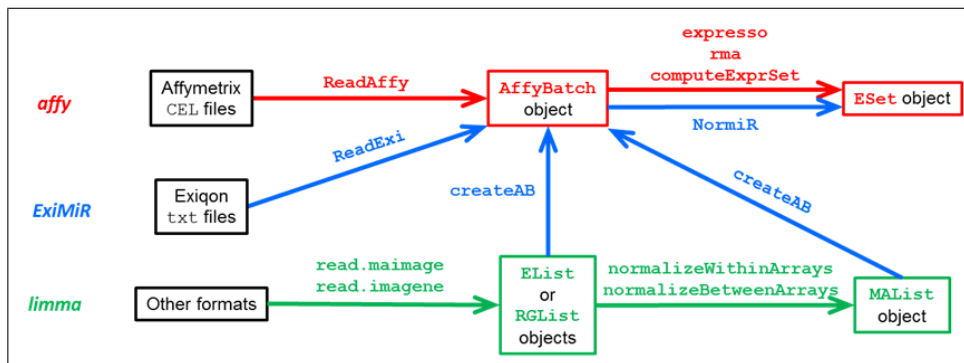 expresso
rma
computeExprSet
affy
Affymetrix
CEL files
ReadAffy
AffyBatch
object
ESet object
NormiR
ReadExi
createAB
createAB
ExiMiR
Exiqon
txt files
limma
Other formats
read.maimage
read.imagene
EList
or
RGList
objects
normalizeWithinArrays
normalizeBetweenArrays
MAList
object